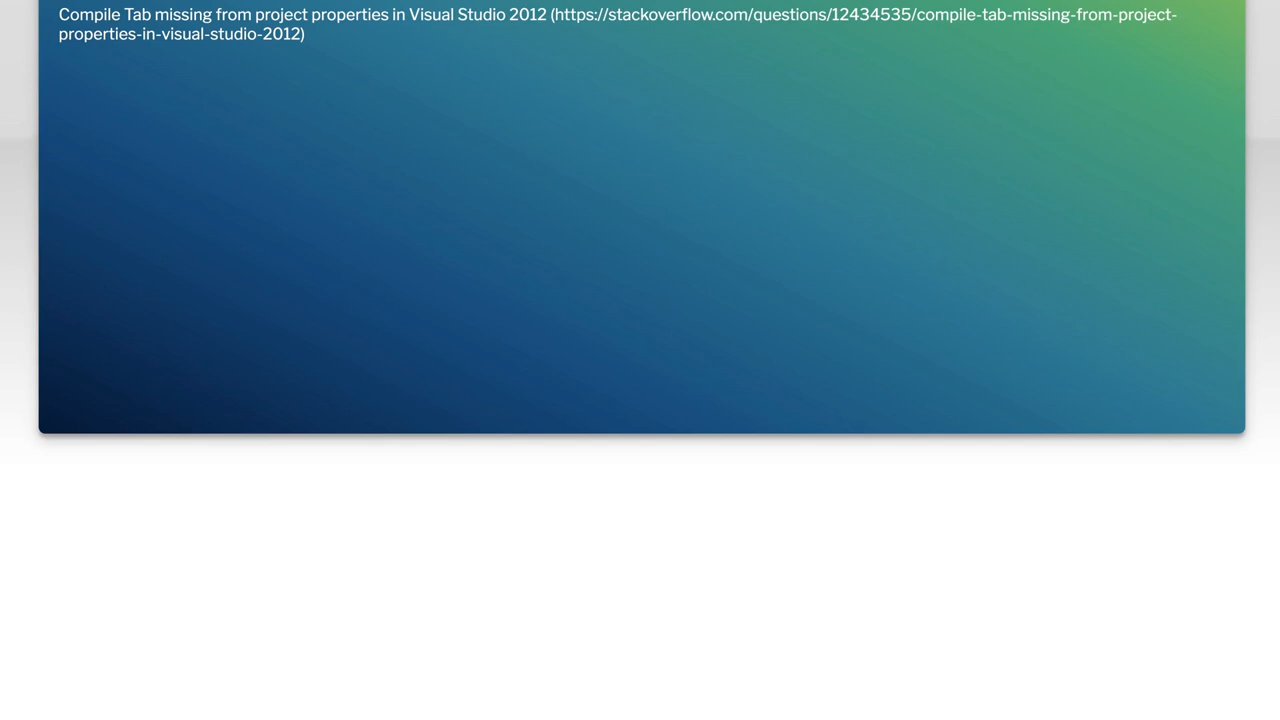 Compile Tab missing from project properties in Visual Studio 2012 (https://stackoverflow.com/questions/12434535/compile-tab-missing-from-project-
properties-in-visual-studio-2012)